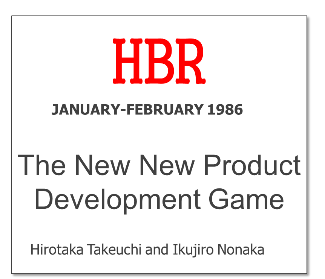 HBR
JANUARY-FEBRUARY 1986
The New New Product
Development Game
Hirotaka Takeuchi and Ikujiro Nonaka